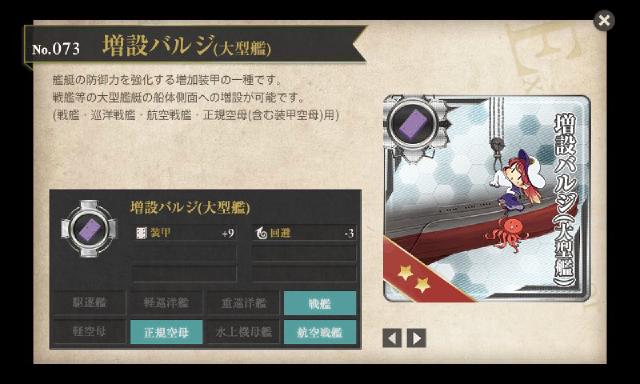 No.073 増設バルジ(大型艦)
艦艇の防御力を強化する増加装甲の一種です。
戦艦等の大型艦艇の船体側面への増設が可能です。
(戦艦・巡洋戦艦・航空戦艦・正規空母(含む装甲空母)用)
増設バルジ(大型艦)
増設バルジ(大型艦)
装甲 +9 回避 -3
駆逐艦 軽巡洋艦 重巡洋艦 戦艦
軽空母 正規空母 水上機母艦 航空戦艦